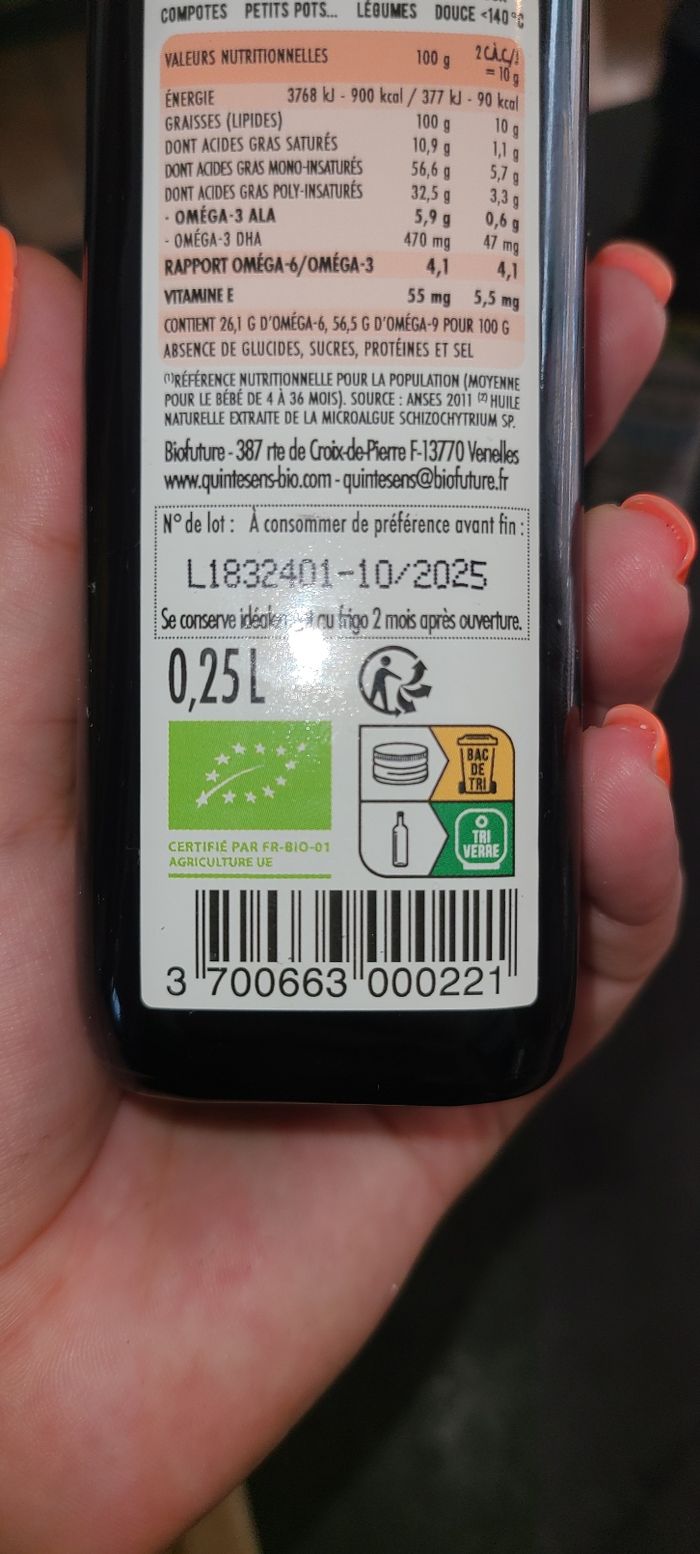 COMPOTES PETITS POTS... LÉGUMES DOUCE <140 °C
VALEURS NUTRITIONNELLES 100 g 2 C.À.C./J = 10 g
ÉNERGIE 3768 kJ - 900 kcal / 377 kJ - 90 kcal
GRAISSES (LIPIDES) 100 g 10 g
DONT ACIDES GRAS SATURÉS 10,9 g 1,1 g
DONT ACIDES GRAS MONO-INSATURÉS 56,6 g 5,7 g
DONT ACIDES GRAS POLY-INSATURÉS 32,5 g 3,3 g
- OMÉGA-3 ALA 5,9 g 0,6 g
- OMÉGA-3 DHA 470 mg 47 mg
RAPPORT OMÉGA-6/OMÉGA-3 4,1 4,1
VITAMINE E 55 mg 5,5 mg
CONTIENT 26,1 G D'OMÉGA-6, 56,5 G D'OMÉGA-9 POUR 100 G
ABSENCE DE GLUCIDES, SUCRES, PROTÉINES ET SEL
(1)RÉFÉRENCE NUTRITIONNELLE POUR LA POPULATION (MOYENNE
POUR LE BÉBÉ DE 4 À 36 MOIS). SOURCE : ANSES 2011 (2) HUILE
NATURELLE EXTRAITE DE LA MICROALGUE SCHIZOCHYTRIUM SP.
Biofuture - 387 rte de Croix-de-Pierre F-13770 Venelles
www.quintesens-bio.com - quintesens@biofuture.fr
N° de lot : À consommer de préférence avant fin :
L1832401-10/2025
Se conserve au frigo 2 mois après ouverture.
0,25 L
BAC
DE
TRI
TRI
VERRE
CERTIFIÉ PAR FR-BIO-01
AGRICULTURE UE
3 700663 000221